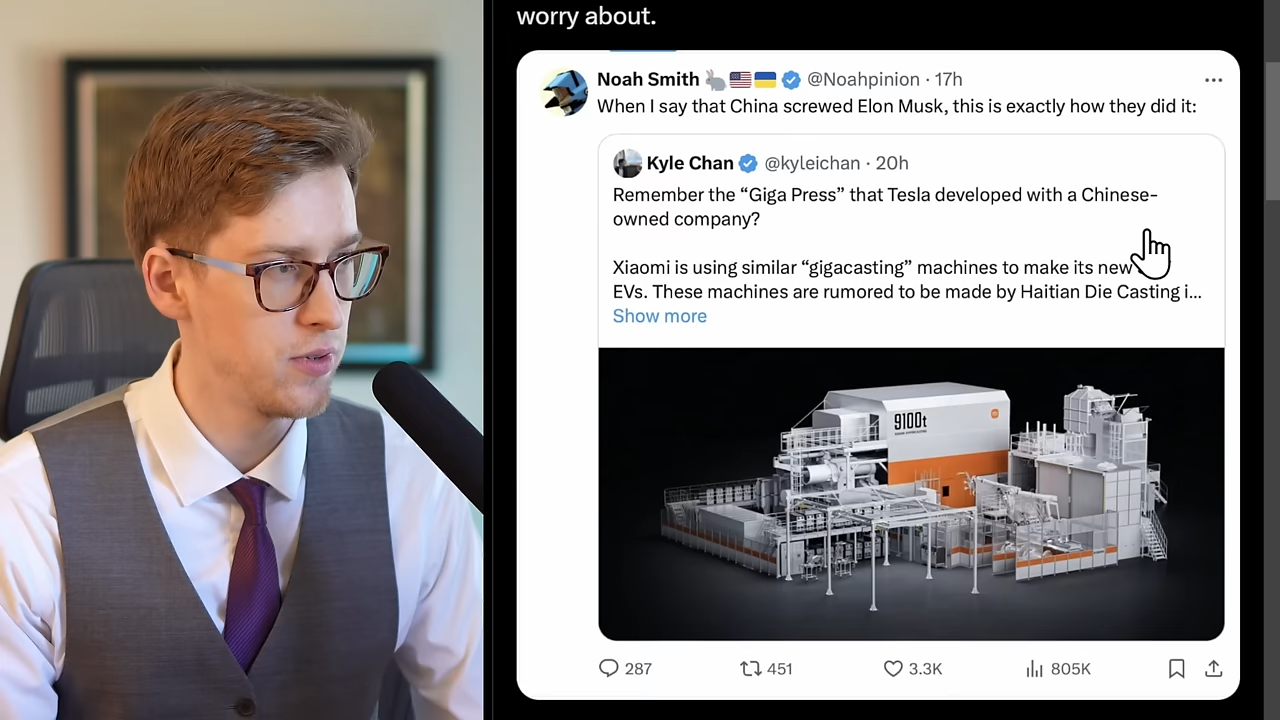 worry about.
Noah Smith 🐇🇺🇸🇺🇦 @Noahpinion · 17h
When I say that China screwed Elon Musk, this is exactly how they did it:
Kyle Chan @kyleichan · 20h
Remember the “Giga Press” that Tesla developed with a Chinese-
owned company?
Xiaomi is using similar “gigacasting” machines to make its new
EVs. These machines are rumored to be made by Haitian Die Casting i...
Show more
9100t
287 451 3.3K 805K